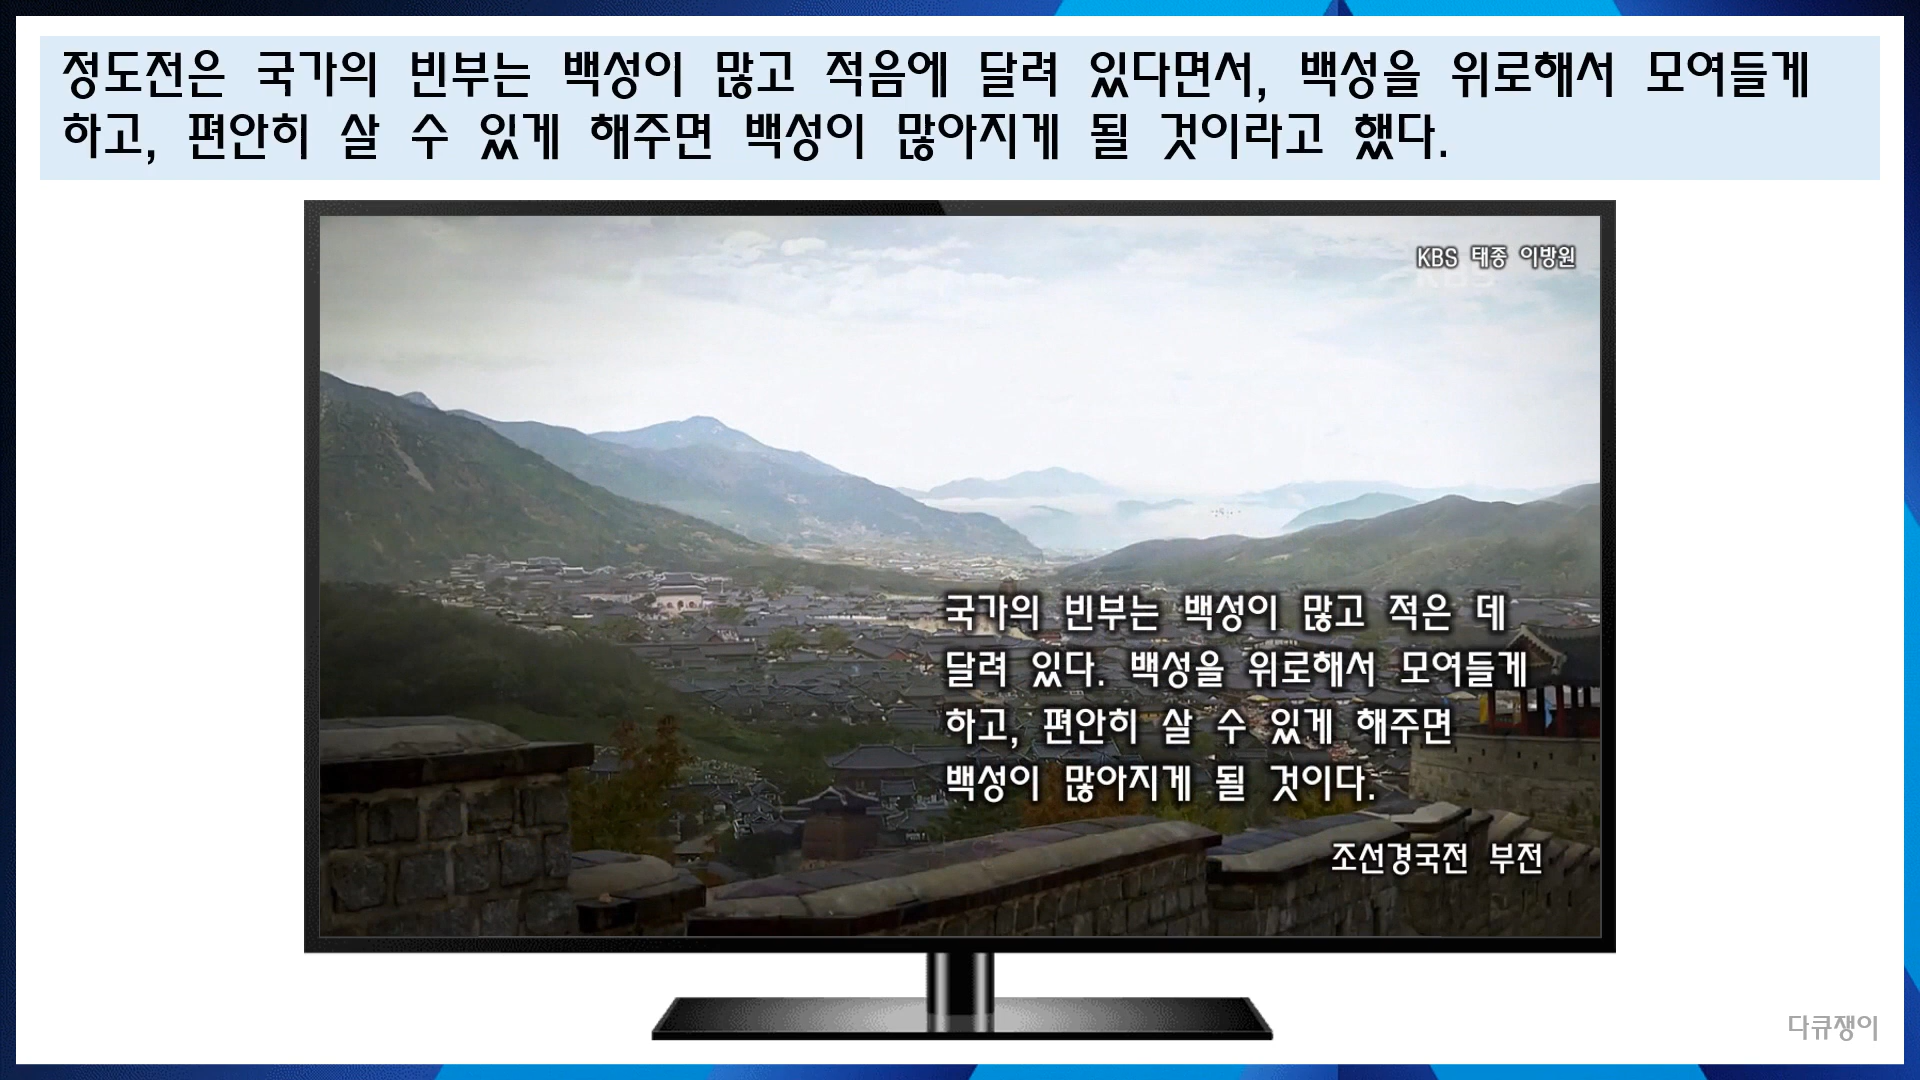 정도전은 국가의 빈부는 백성이 많고 적음에 달려 있다면서, 백성을 위로해서 모여들게
하고, 편안히 살 수 있게 해주면 백성이 많아지게 될 것이라고 했다.
KBS 태종 이방원
KBS
국가의 빈부는 백성이 많고 적은 데
달려 있다. 백성을 위로해서 모여들게
하고, 편안히 살 수 있게 해주면
백성이 많아지게 될 것이다.
조선경국전 부전
다큐쟁이